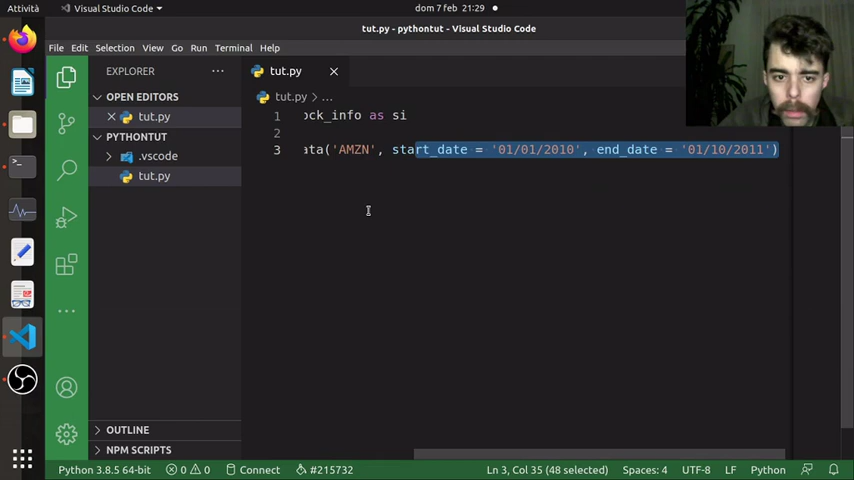 Attività
Visual Studio Code
dom 7 feb 21:29
tut.py - pythontut - Visual Studio Code
File Edit Selection View Go Run Terminal Help
EXPLORER ...
OPEN EDITORS
tut.py
PYTHONTUT
.vscode
tut.py
OUTLINE
NPM SCRIPTS
tut.py
tut.py > ...
1 ock_info as si
2
3 ata('AMZN', start_date = '01/01/2010', end_date = '01/10/2011')
Python 3.8.5 64-bit 0 0 Connect #215732 Ln 3, Col 35 (48 selected) Spaces: 4 UTF-8 LF Python